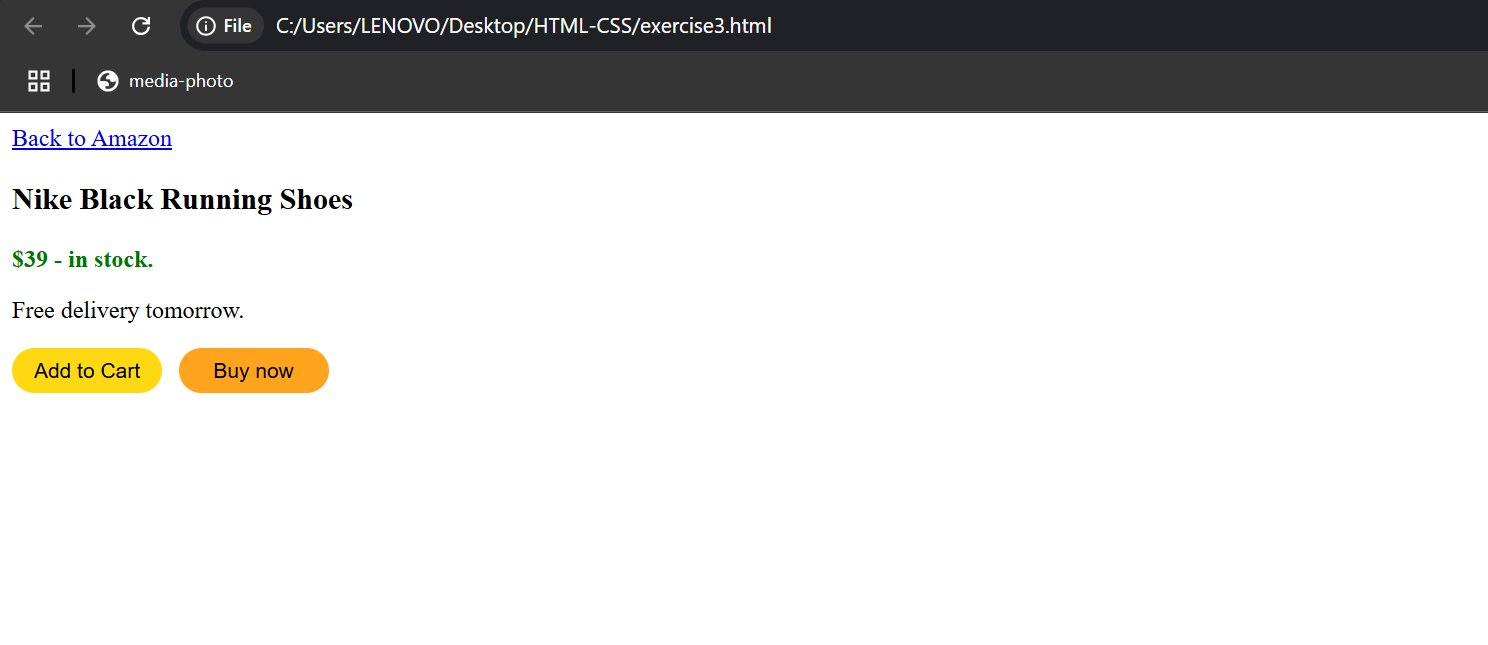 File C:/Users/LENOVO/Desktop/HTML-CSS/exercise3.html
media-photo
Back to Amazon
Nike Black Running Shoes
$39 - in stock.
Free delivery tomorrow.
Add to Cart Buy now